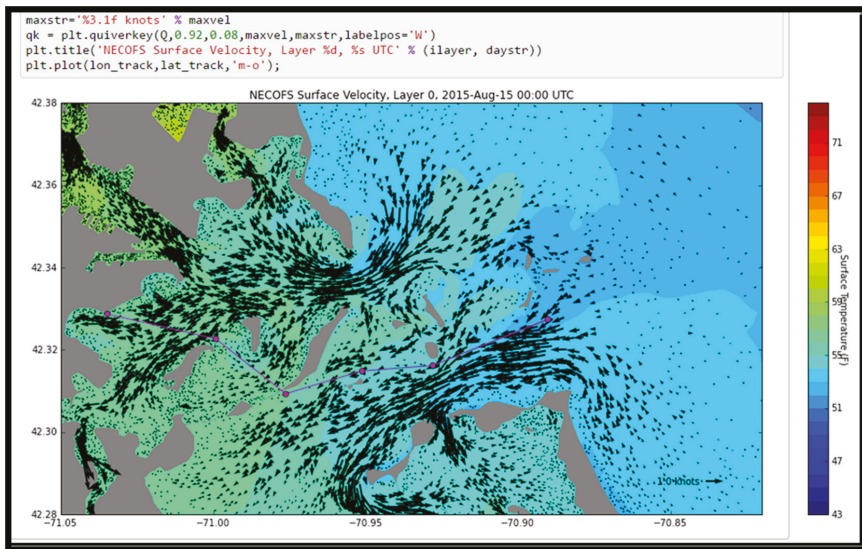 maxstr='%3.1f knots' % maxvel
qk = plt.quiverkey(Q,0.92,0.08,maxvel,maxstr,labelpos='W')
plt.title('NECOFS Surface Velocity, Layer %d, %s UTC' % (ilayer, daystr))
plt.plot(lon_track,lat_track,'m-o');
NECOFS Surface Velocity, Layer 0, 2015-Aug-15 00:00 UTC
42.38
42.36
42.34
42.32
42.30
42.28
−71.05
−71.00
−70.95
−70.90
−70.85
1.0 knots
71
67
63
59
55
51
47
43
Surface Temperature (F)